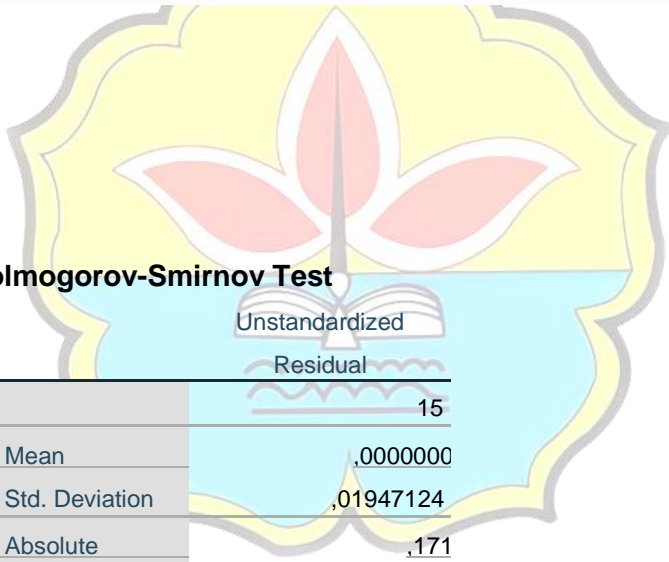 olmogorov-Smirnov Test
Unstandardized
Residual
15
Mean ,0000000
Std. Deviation ,01947124
Absolute ,171